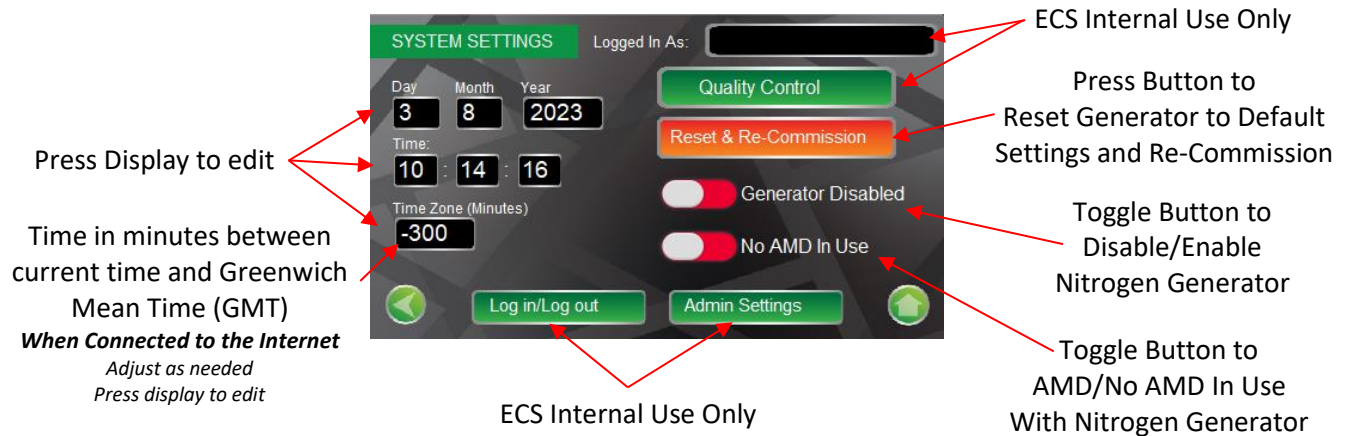 ECS Internal Use Only
SYSTEM SETTINGS
Logged In As:
Day Month Year
3 8 2023
Quality Control
Press Button to
Reset Generator to Default
Settings and Re-Commission
Time:
10 : 14 : 16
Reset & Re-Commission
Press Display to edit
Generator Disabled
Time Zone (Minutes)
-300
Toggle Button to
Disable/Enable
Nitrogen Generator
No AMD In Use
Time in minutes between
current time and Greenwich
Mean Time (GMT)
When Connected to the Internet
Adjust as needed
Press display to edit
Log in/Log out
Admin Settings
Toggle Button to
AMD/No AMD In Use
With Nitrogen Generator
ECS Internal Use Only